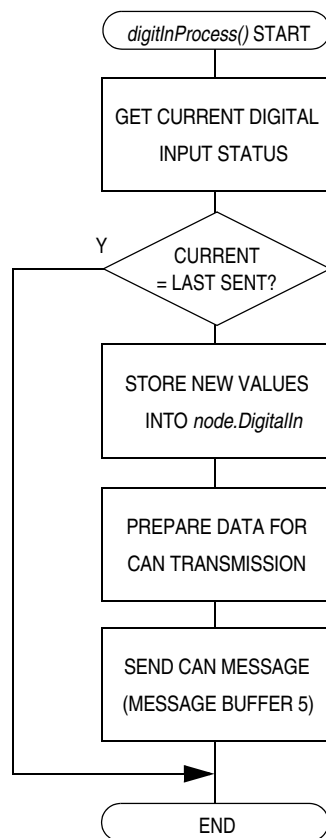 digitInProcess() START
GET CURRENT DIGITAL
INPUT STATUS
Y
CURRENT
= LAST SENT?
STORE NEW VALUES
INTO node.DigitalIn
PREPARE DATA FOR
CAN TRANSMISSION
SEND CAN MESSAGE
(MESSAGE BUFFER 5)
END